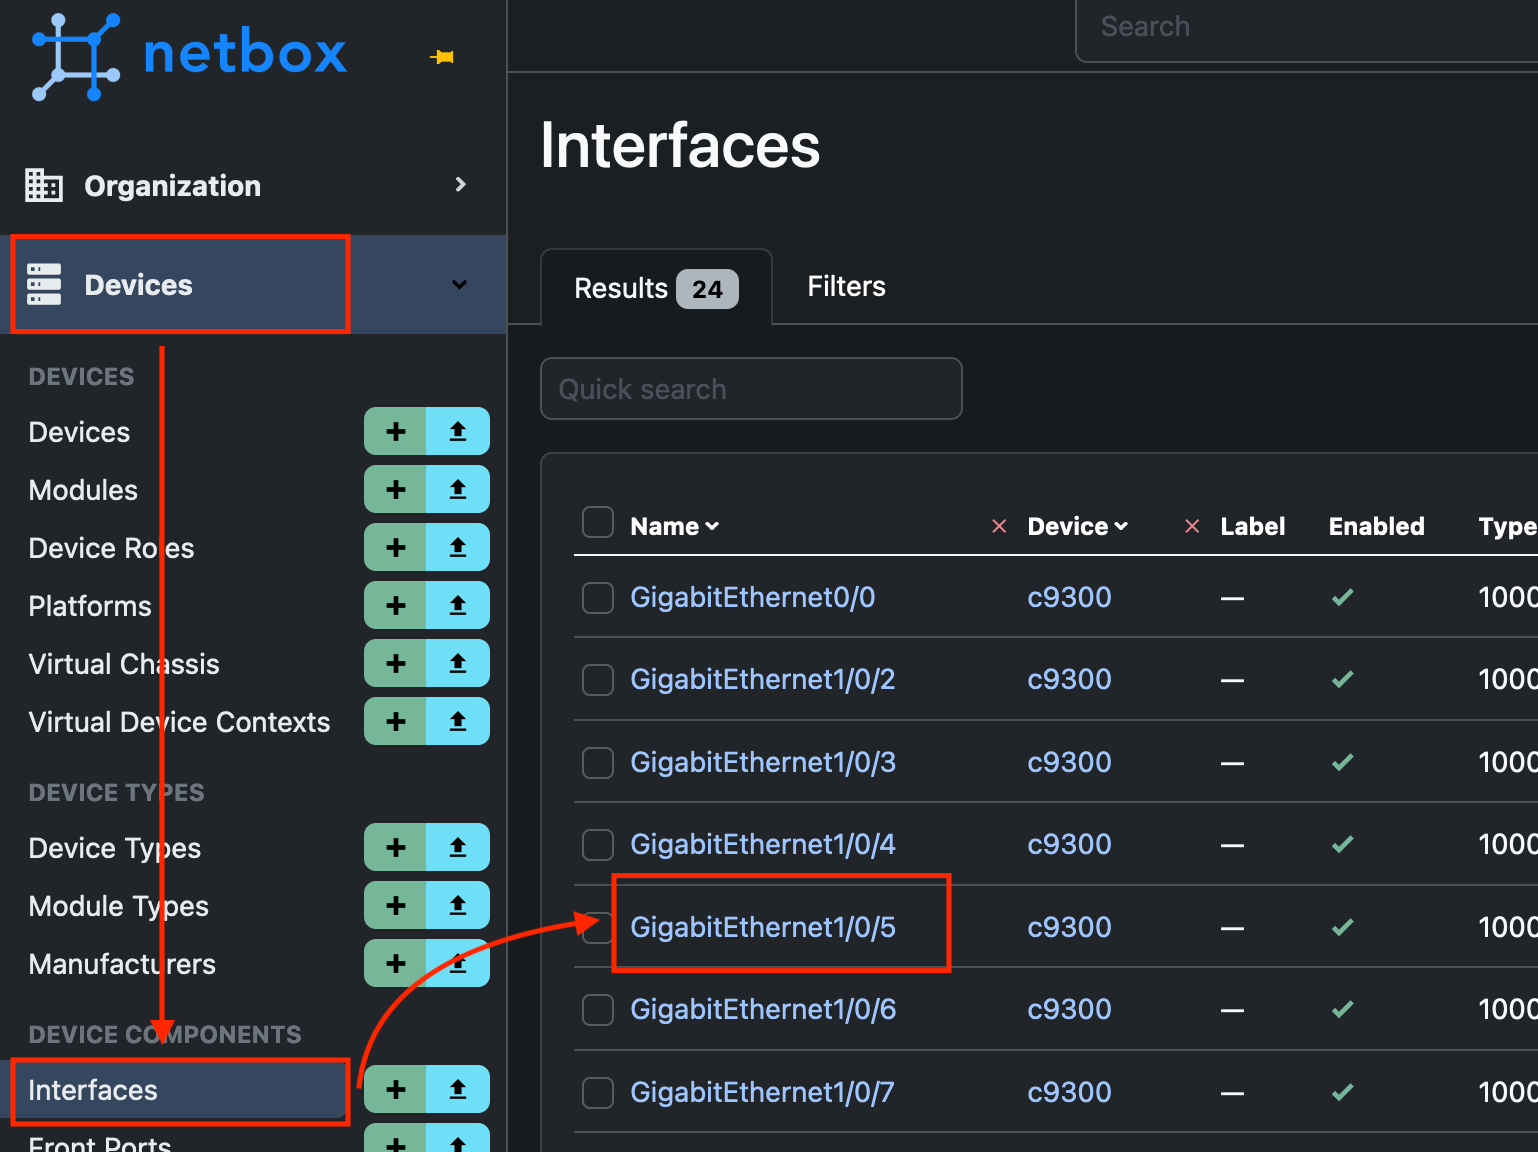 netbox
Search
Organization
Devices
DEVICES
Devices
Modules
Device Roles
Platforms
Virtual Chassis
Virtual Device Contexts
DEVICE TYPES
Device Types
Module Types
Manufacturers
DEVICE COMPONENTS
Interfaces
Front Ports
Interfaces
Results 24 Filters
Quick search
Name Device Label Enabled Type
GigabitEthernet0/0 c9300 — 1000
GigabitEthernet1/0/2 c9300 — 1000
GigabitEthernet1/0/3 c9300 — 1000
GigabitEthernet1/0/4 c9300 — 1000
GigabitEthernet1/0/5 c9300 — 1000
GigabitEthernet1/0/6 c9300 — 1000
GigabitEthernet1/0/7 c9300 — 1000